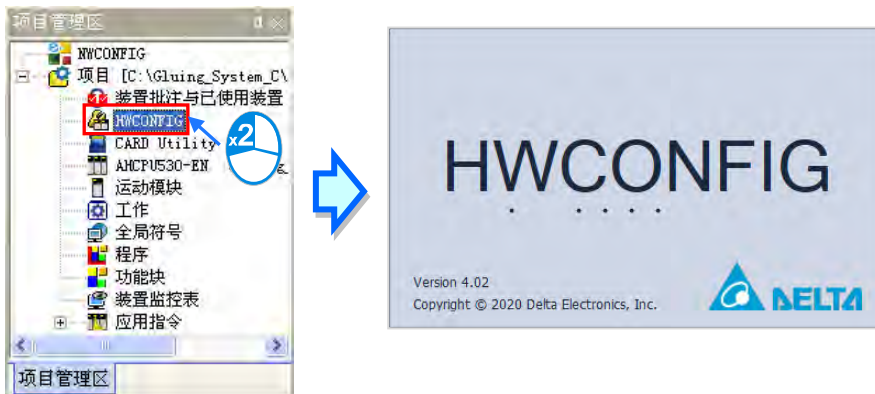 项目管理区
NWCONFIG
项目 [C:\Gluing_System_C\
装置批注与已使用装置
HWCONFIG
CARD Utility
AHCPU530-EN
运动模块
工作
全局符号
程序
功能块
装置监控表
应用指令
项目管理区
x2
HWCONFIG
Version 4.02
Copyright © 2020 Delta Electronics, Inc.
DELTA